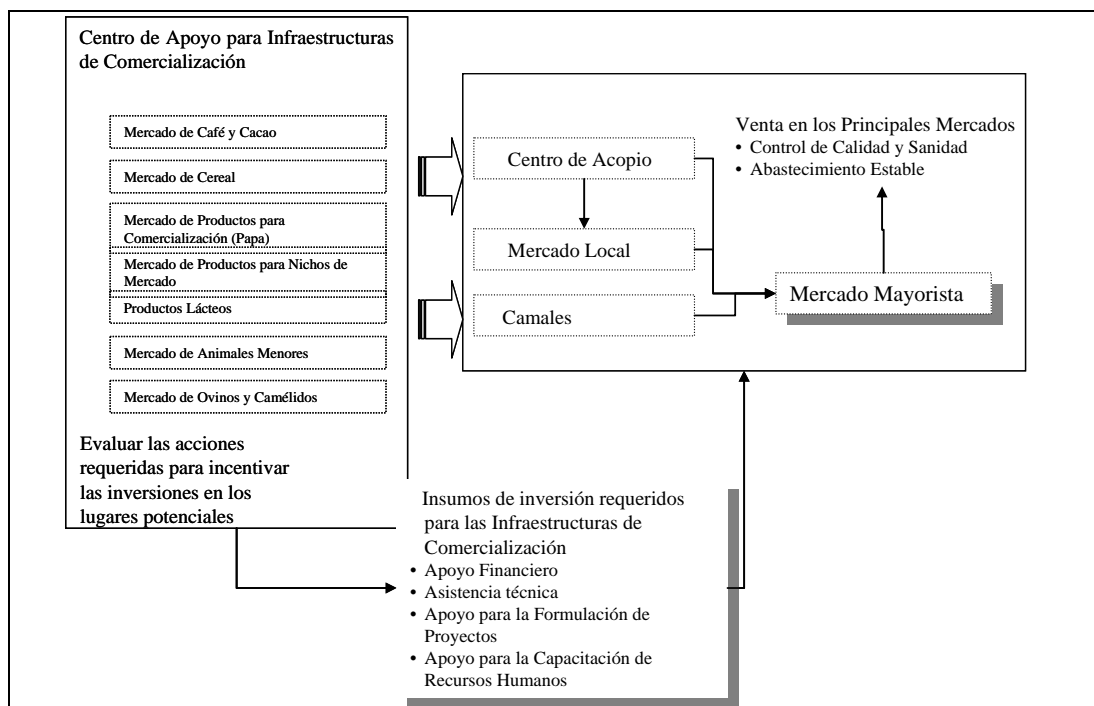 Centro de Apoyo para Infraestructuras
de Comercialización
Mercado de Café y Cacao
Mercado de Cereal
Mercado de Productos para
Comercialización (Papa)
Mercado de Productos para Nichos de
Mercado
Productos Lácteos
Mercado de Animales Menores
Mercado de Ovinos y Camélidos
Evaluar las acciones
requeridas para incentivar
las inversiones en los
lugares potenciales
Centro de Acopio
Mercado Local
Camales
Venta en los Principales Mercados
• Control de Calidad y Sanidad
• Abastecimiento Estable
Mercado Mayorista
Insumos de inversión requeridos
para las Infraestructuras de
Comercialización
• Apoyo Financiero
• Asistencia técnica
• Apoyo para la Formulación de
Proyectos
• Apoyo para la Capacitación de
Recursos Humanos